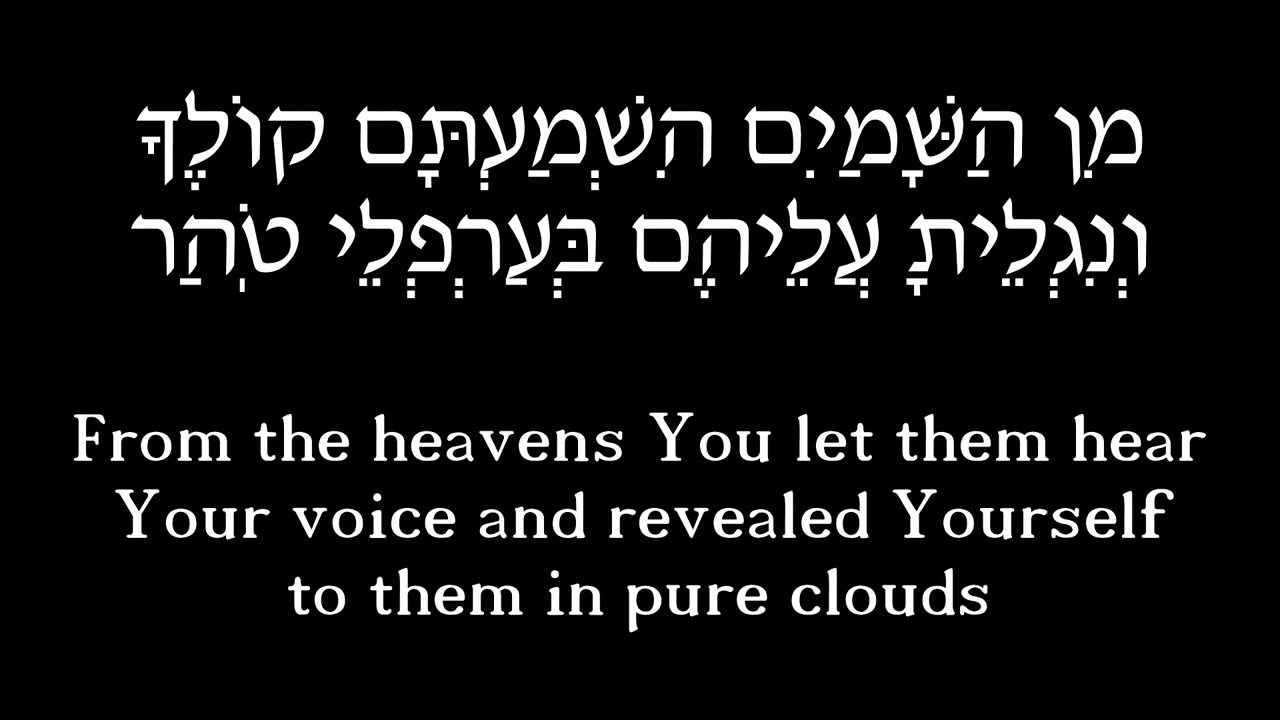 מִן הַשָּׁמַיִם הִשְׁמַעְתָּם קוֹלֶךָ
וְנִגְלֵיתָ עֲלֵיהֶם בְּעַרְפְלֵי טֹֽהַר
From the heavens You let them hear
Your voice and revealed Yourself
to them in pure clouds